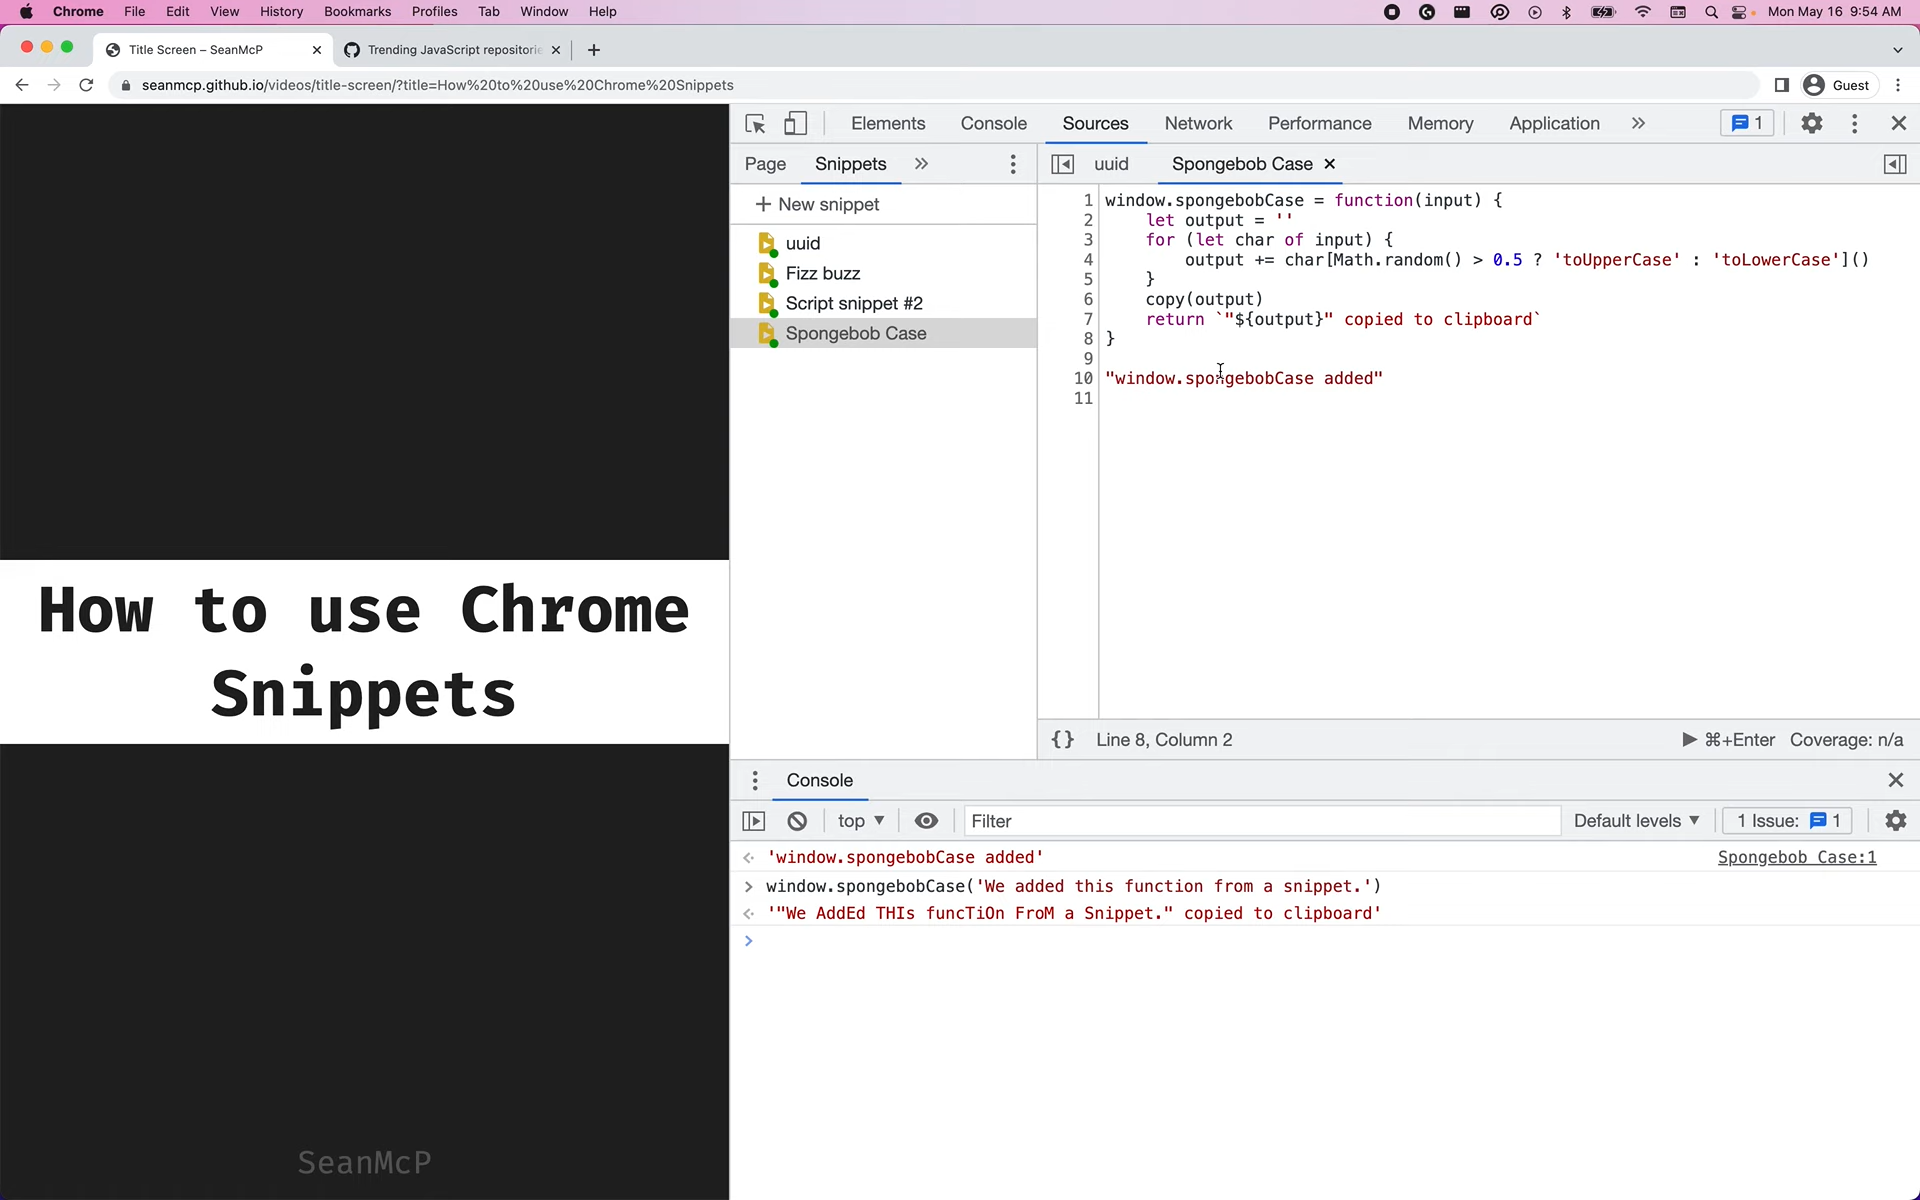 Chrome File Edit View History Bookmarks Profiles Tab Window Help Mon May 16 9:54 AM
Title Screen – SeanMcP Trending JavaScript repositorie
seanmcp.github.io/videos/title-screen/?title=How%20to%20use%20Chrome%20Snippets Guest
Elements Console Sources Network Performance Memory Application 1
Page Snippets
uuid Spongebob Case
New snippet
uuid
Fizz buzz
Script snippet #2
Spongebob Case
1 window.spongebobCase = function(input) {
2 let output = ''
3 for (let char of input) {
4 output += char[Math.random() > 0.5 ? 'toUpperCase' : 'toLowerCase']()
5 }
6 copy(output)
7 return `"${output}" copied to clipboard`
8 }
9
10 "window.spongebobCase added"
11
{} Line 8, Column 2 ⌘+Enter Coverage: n/a
Console
top Filter Default levels 1 Issue: 1
'window.spongebobCase added' Spongebob Case:1
> window.spongebobCase('We added this function from a snippet.')
'"We AddEd THIs funcTiOn FroM a Snippet." copied to clipboard'
>
How to use Chrome
Snippets
SeanMcP